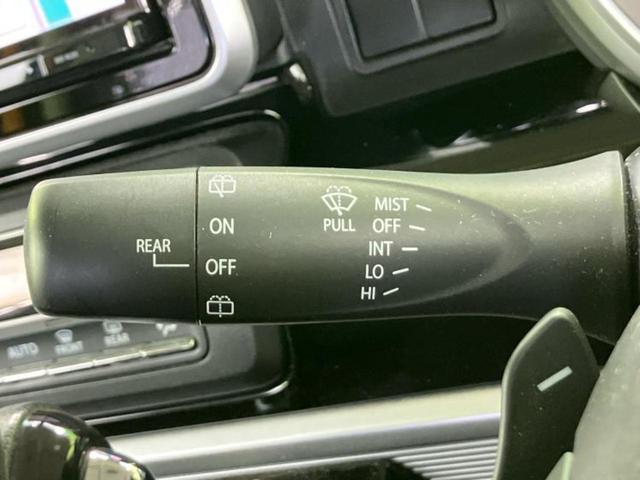 MIST
ON
PULL
OFF
REAR
INT
OFF
LO
HI
AUTO
FRONT
REAR